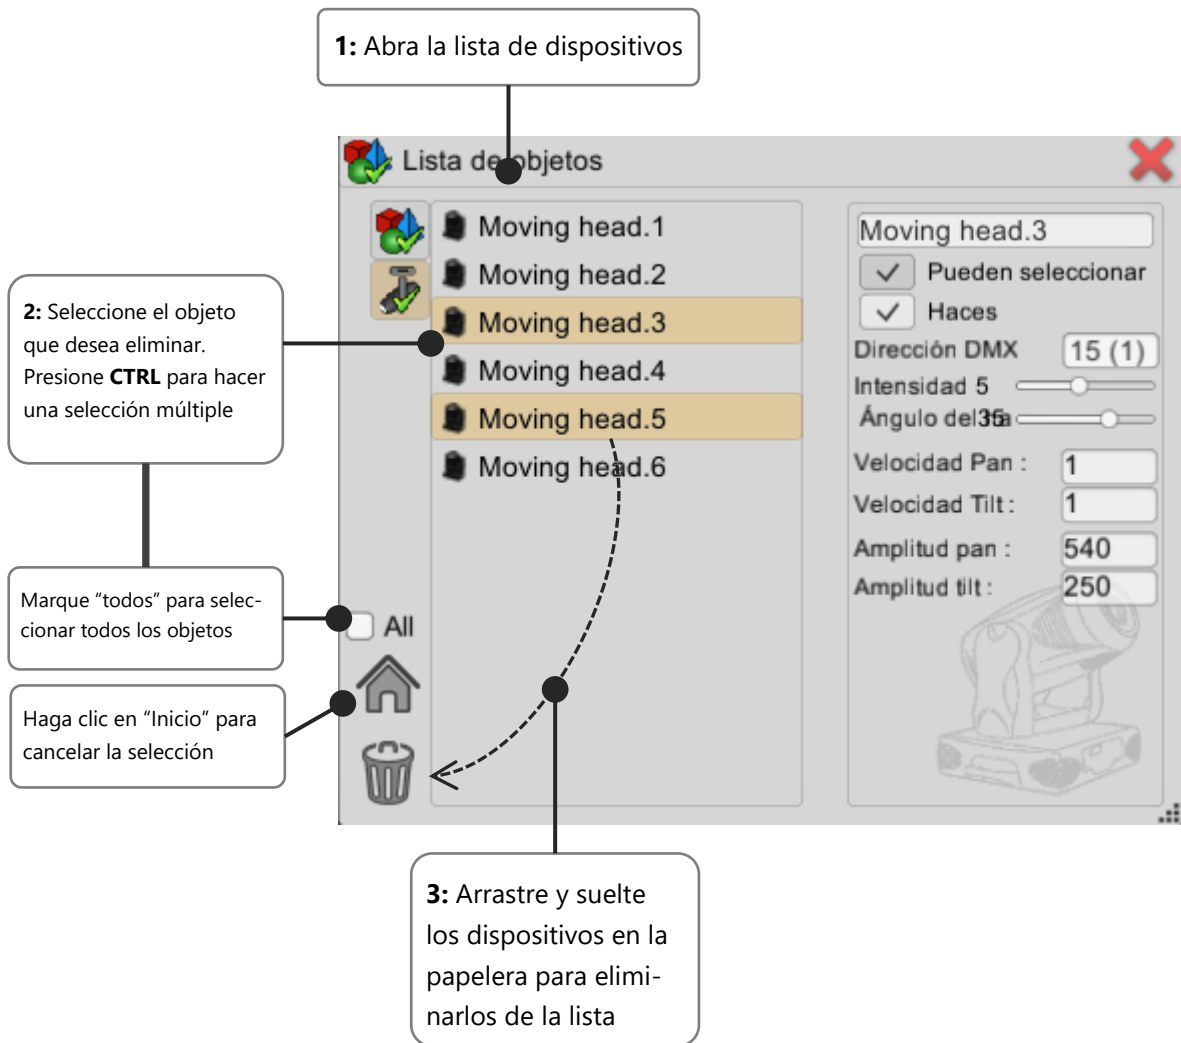 1: Abra la lista de dispositivos
Lista de objetos
Moving head.1
Moving head.2
Moving head.3
Moving head.4
Moving head.5
Moving head.6
Moving head.3
Pueden seleccionar
Haces
Dirección DMX 15 (1)
Intensidad 5
Ángulo del 35
Velocidad Pan : 1
Velocidad Tilt : 1
Amplitud pan : 540
Amplitud tilt : 250
2: Seleccione el objeto
que desea eliminar.
Presione CTRL para hacer
una selección múltiple
Marque “todos” para selec-
cionar todos los objetos
All
Haga clic en “Inicio” para
cancelar la selección
3: Arrastre y suelte
los dispositivos en la
papelera para elimi-
narlos de la lista